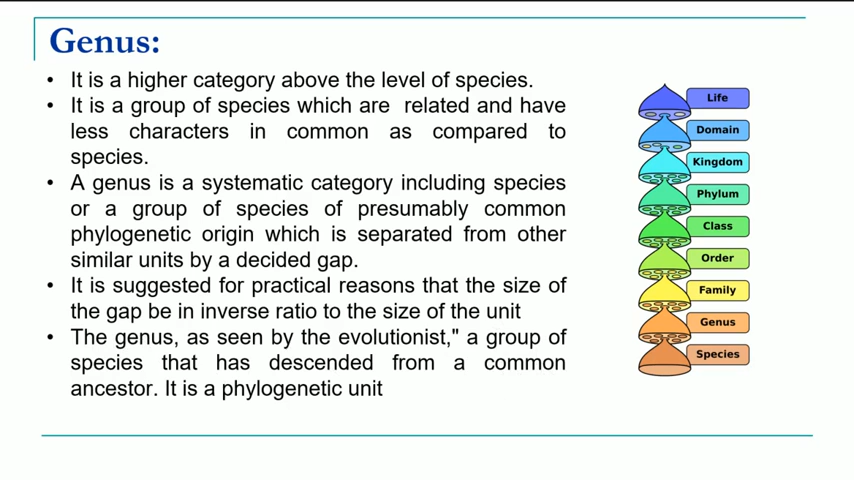 Genus:
• It is a higher category above the level of species.
• It is a group of species which are related and have
less characters in common as compared to
species.
• A genus is a systematic category including species
or a group of species of presumably common
phylogenetic origin which is separated from other
similar units by a decided gap.
• It is suggested for practical reasons that the size of
the gap be in inverse ratio to the size of the unit
• The genus, as seen by the evolutionist," a group of
species that has descended from a common
ancestor. It is a phylogenetic unit
Life
Domain
Kingdom
Phylum
Class
Order
Family
Genus
Species